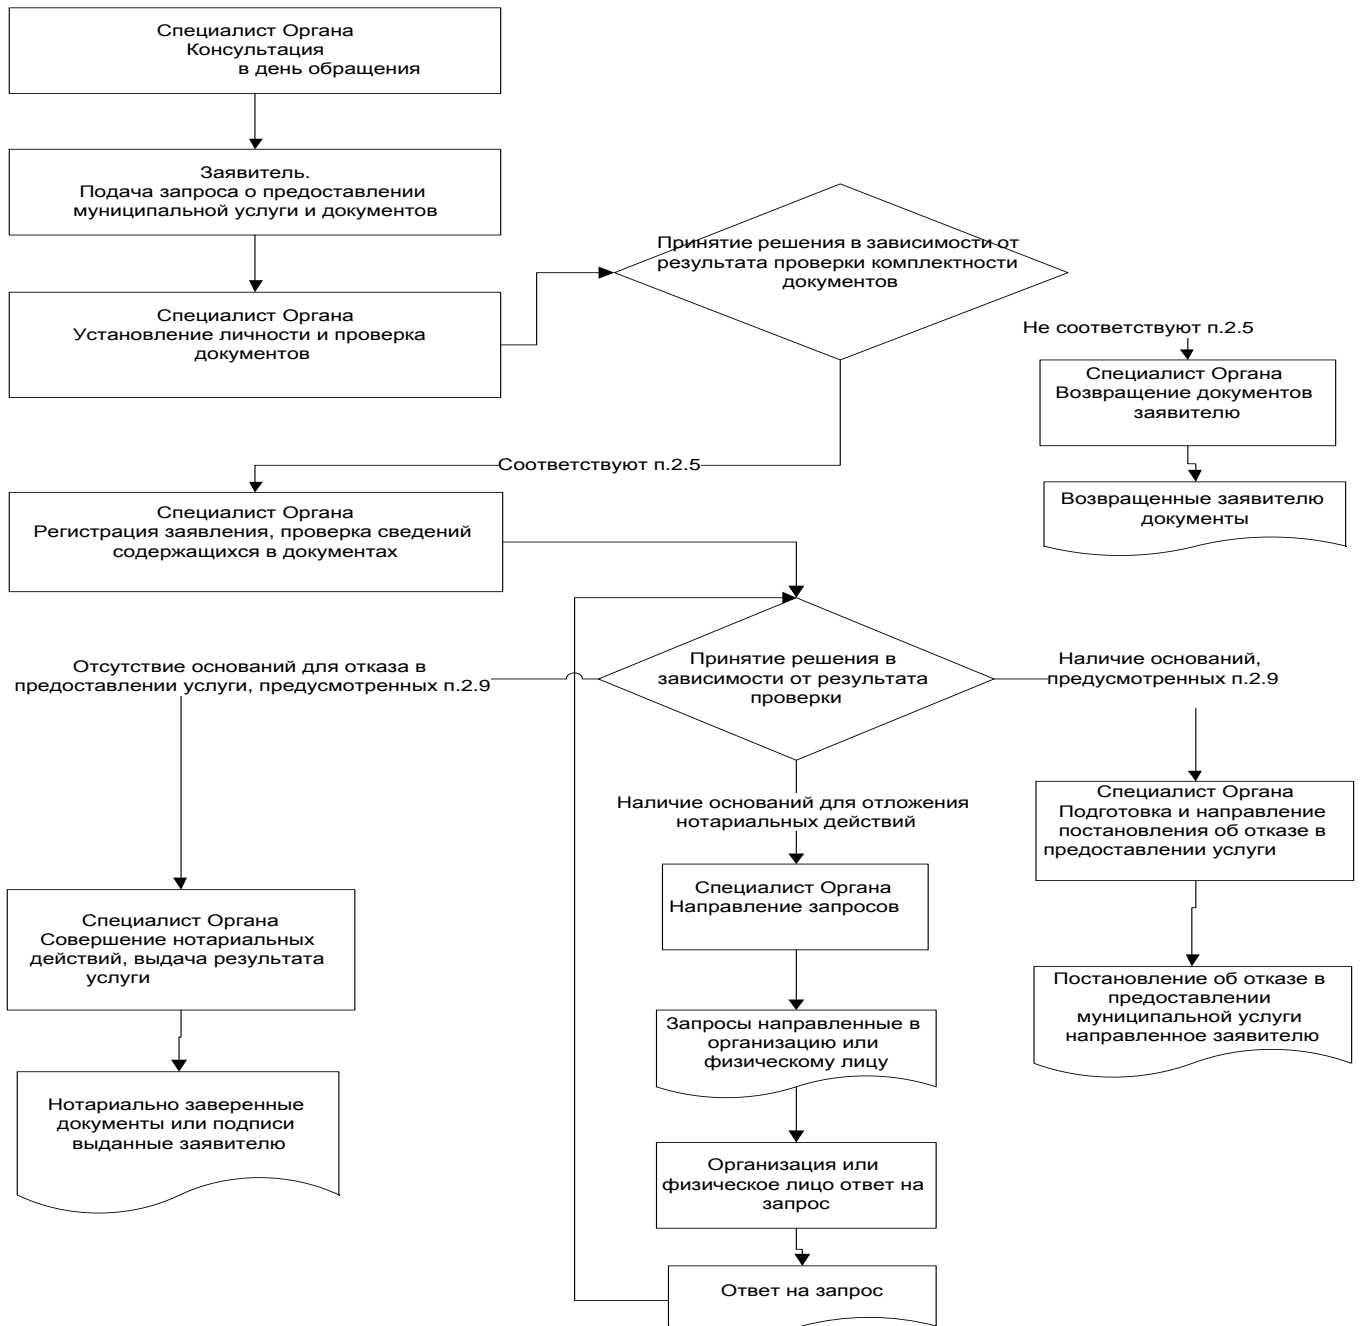 Специалист Органа
Консультация
в день обращения
Заявитель.
Подача запроса о предоставлении
муниципальной услуги и документов
Специалист Органа
Установление личности и проверка
документов
Принятие решения в зависимости от
результата проверки комплектности
документов
Не соответствуют п.2.5
Специалист Органа
Возвращение документов
заявителю
Возвращенные заявителю
документы
Соответствуют п.2.5
Специалист Органа
Регистрация заявления, проверка сведений
содержащихся в документах
Принятие решения в
зависимости от результата
проверки
Отсутствие оснований для отказа в
предоставлении услуги, предусмотренных п.2.9
Специалист Органа
Совершение нотариальных
действий, выдача результата
услуги
Нотариально заверенные
документы или подписи
выданные заявителю
Наличие оснований для отложения
нотариальных действий
Специалист Органа
Направление запросов
Запросы направленные в
организацию или
физическому лицу
Организация или
физическое лицо ответ на
запрос
Ответ на запрос
Наличие оснований,
предусмотренных п.2.9
Специалист Органа
Подготовка и направление
постановления об отказе в
предоставлении услуги
Постановление об отказе в
предоставлении
муниципальной услуги
направленное заявителю